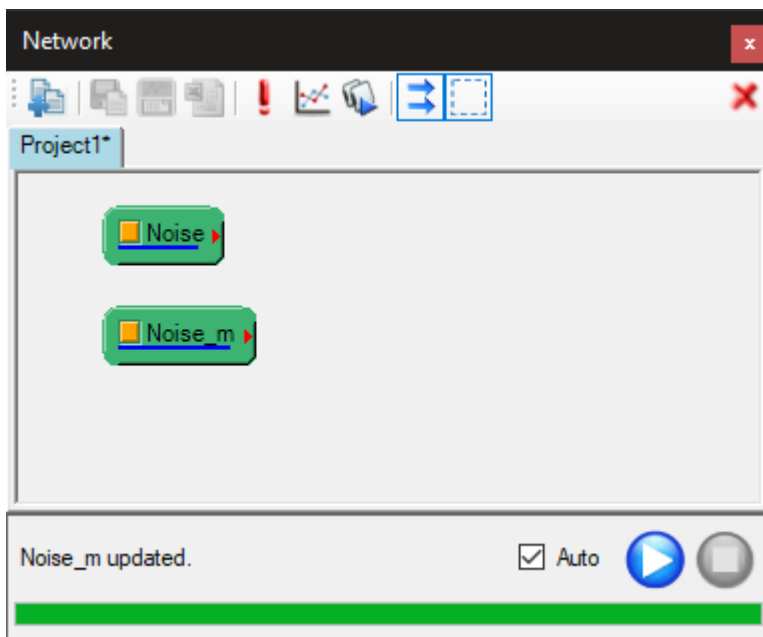 Network
Project1*
Noise
Noise_m
Noise_m updated.
Auto